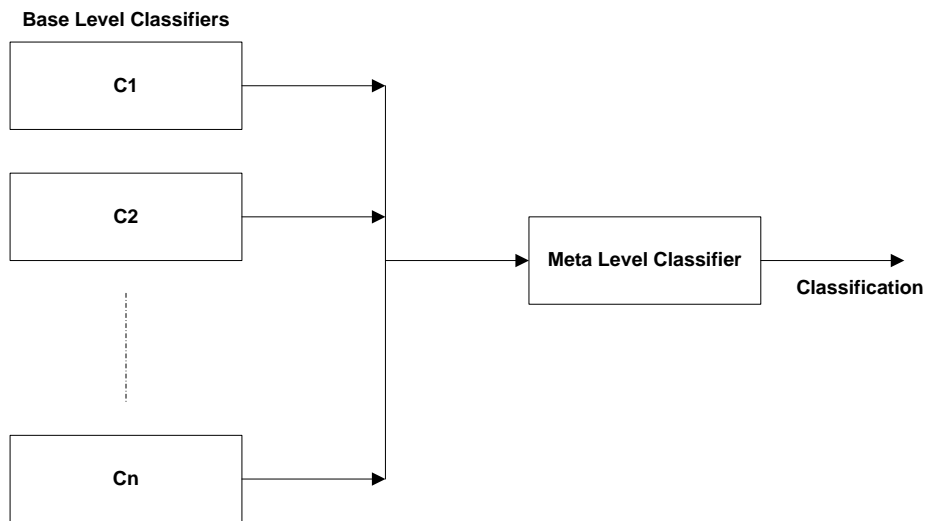 Base Level Classifiers
C1
C2
Meta Level Classifier
Classification
Cn